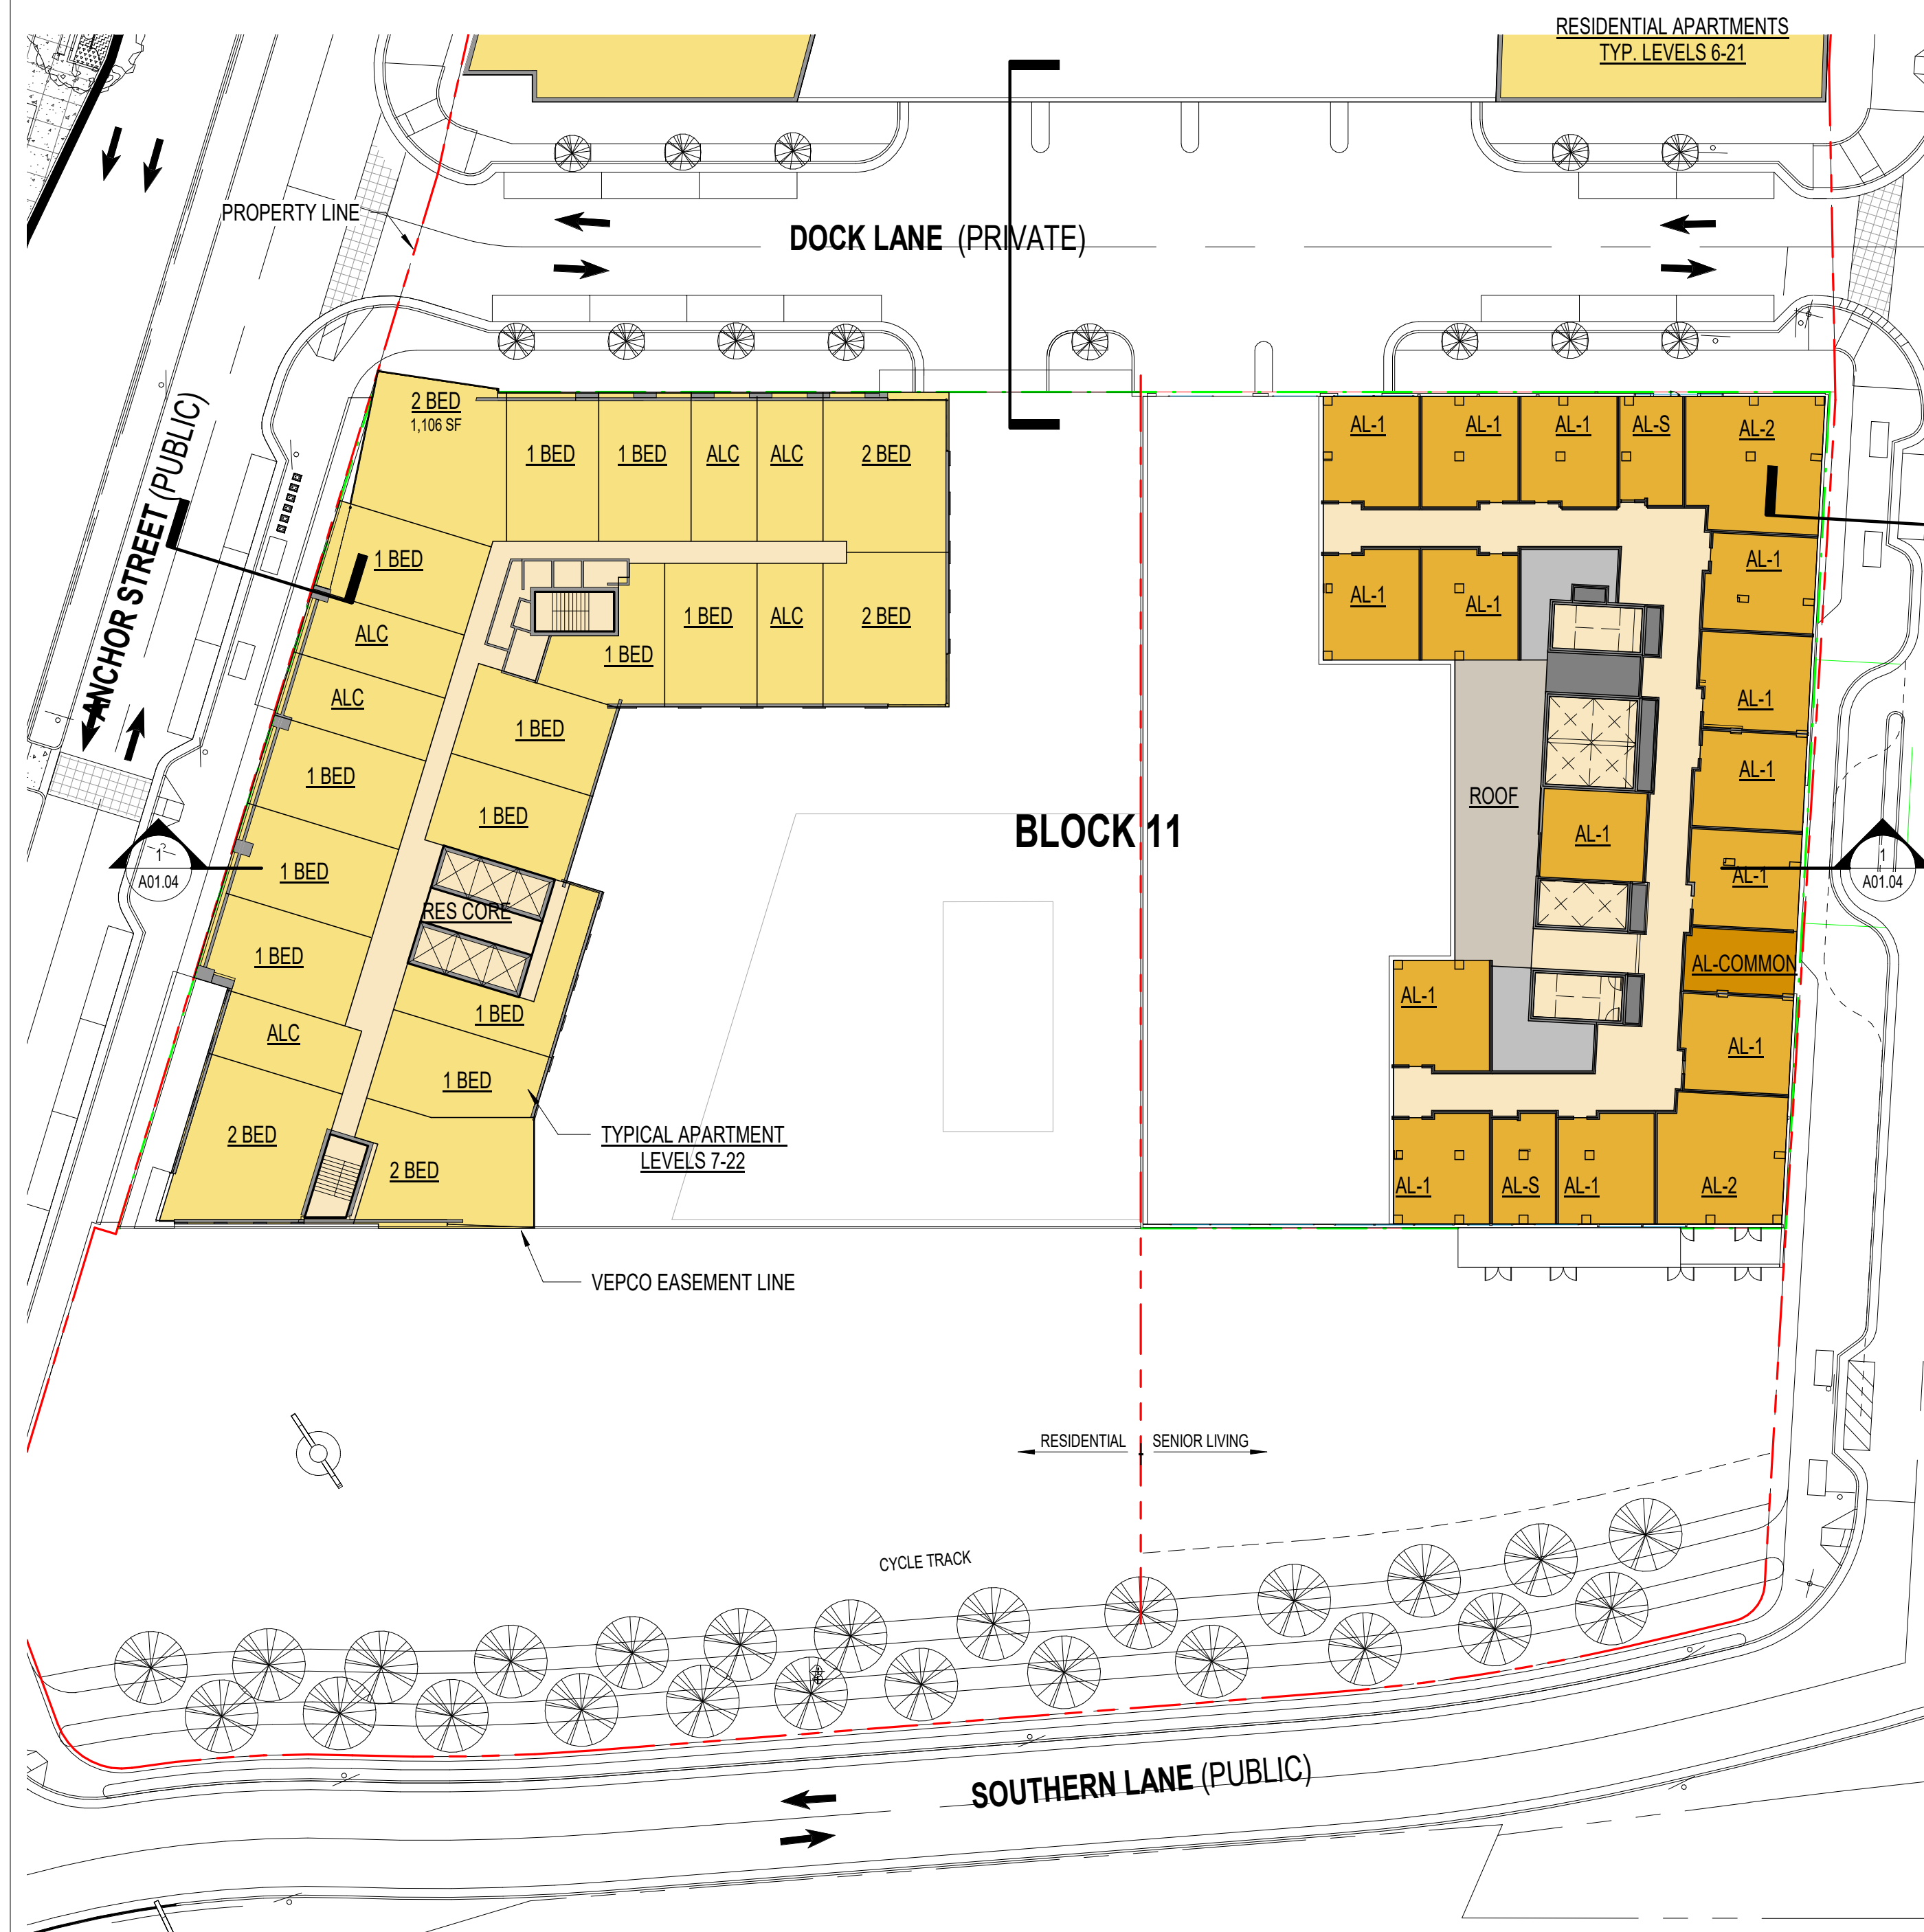 RESIDENTIAL APARTMENTS
TYP. LEVELS 6-21
PROPERTY LINE
DOCK LANE (PRIVATE)
ANCHOR STREET (PUBLIC)
2 BED
1,106 SF
1 BED
1 BED
ALC
ALC
2 BED
AL-1
AL-1
AL-1
AL-S
AL-2
1 BED
AL-1
ALC
1 BED
1 BED
ALC
2 BED
AL-1
AL-1
ALC
1 BED
AL-1
1 BED
1 BED
ROOF
AL-1
BLOCK 11
AL-1
1
A01.04
1 BED
RES CORE
AL-1
1
A01.04
1 BED
1 BED
AL-COMMON
AL-1
ALC
1 BED
AL-1
2 BED
2 BED
TYPICAL APARTMENT
LEVELS 7-22
AL-1
AL-S
AL-1
AL-2
VEPCO EASEMENT LINE
RESIDENTIAL
SENIOR LIVING
CYCLE TRACK
SOUTHERN LANE (PUBLIC)